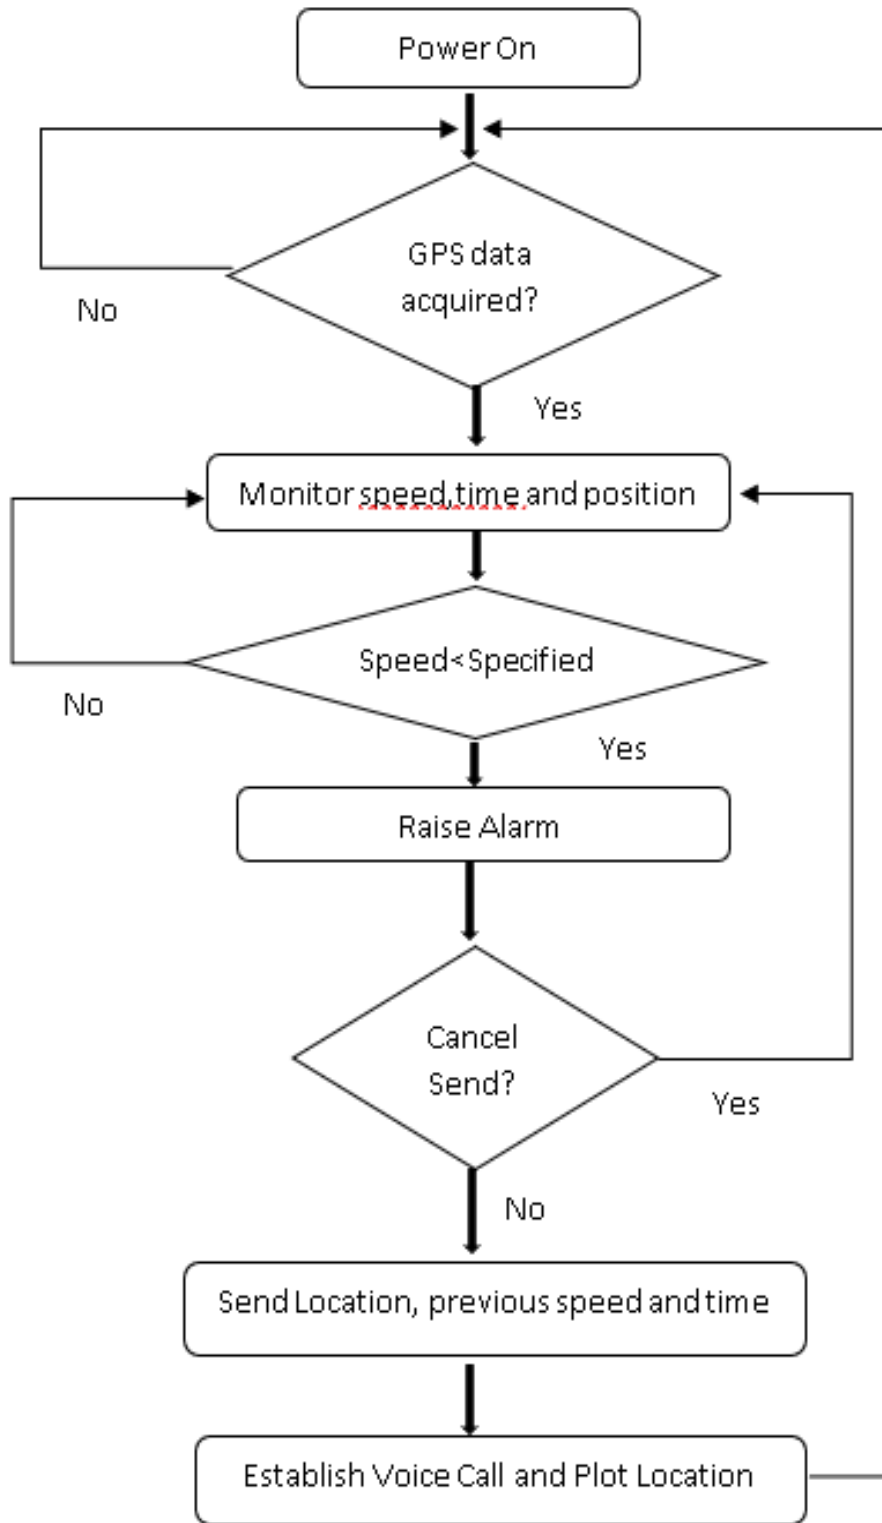 Power On
GPS data
acquired?
No
Yes
Monitor speed,time and position
Speed<Specified
No
Yes
Raise Alarm
Cancel
Send?
Yes
No
Send Location, previous speed and time
Establish Voice Call and Plot Location